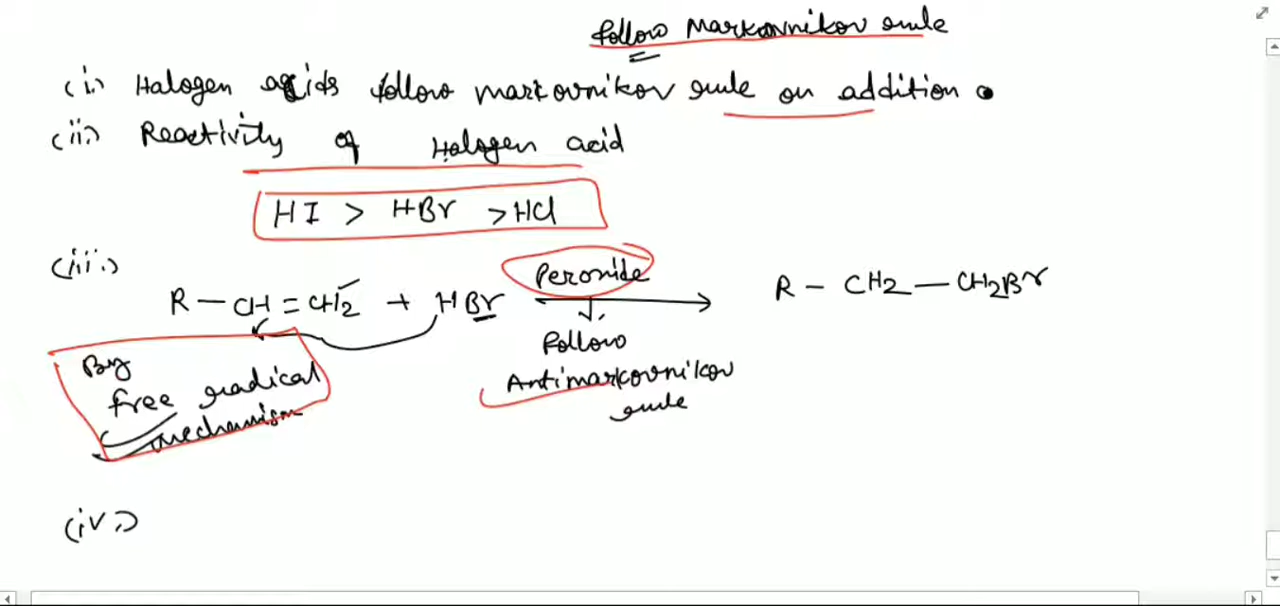 Follow Markovnikov rule
(i.) Halogen acids follow markovnikov rule on addition.
(ii.) Reactivity of Halogen acid
HI > HBr > HCl
(iii.)
R - CH = CH2 + HBr Peroxide R - CH2 - CH2Br
Follow
Antimarkovnikov
rule
By
free radical
mechanism
(iv.)